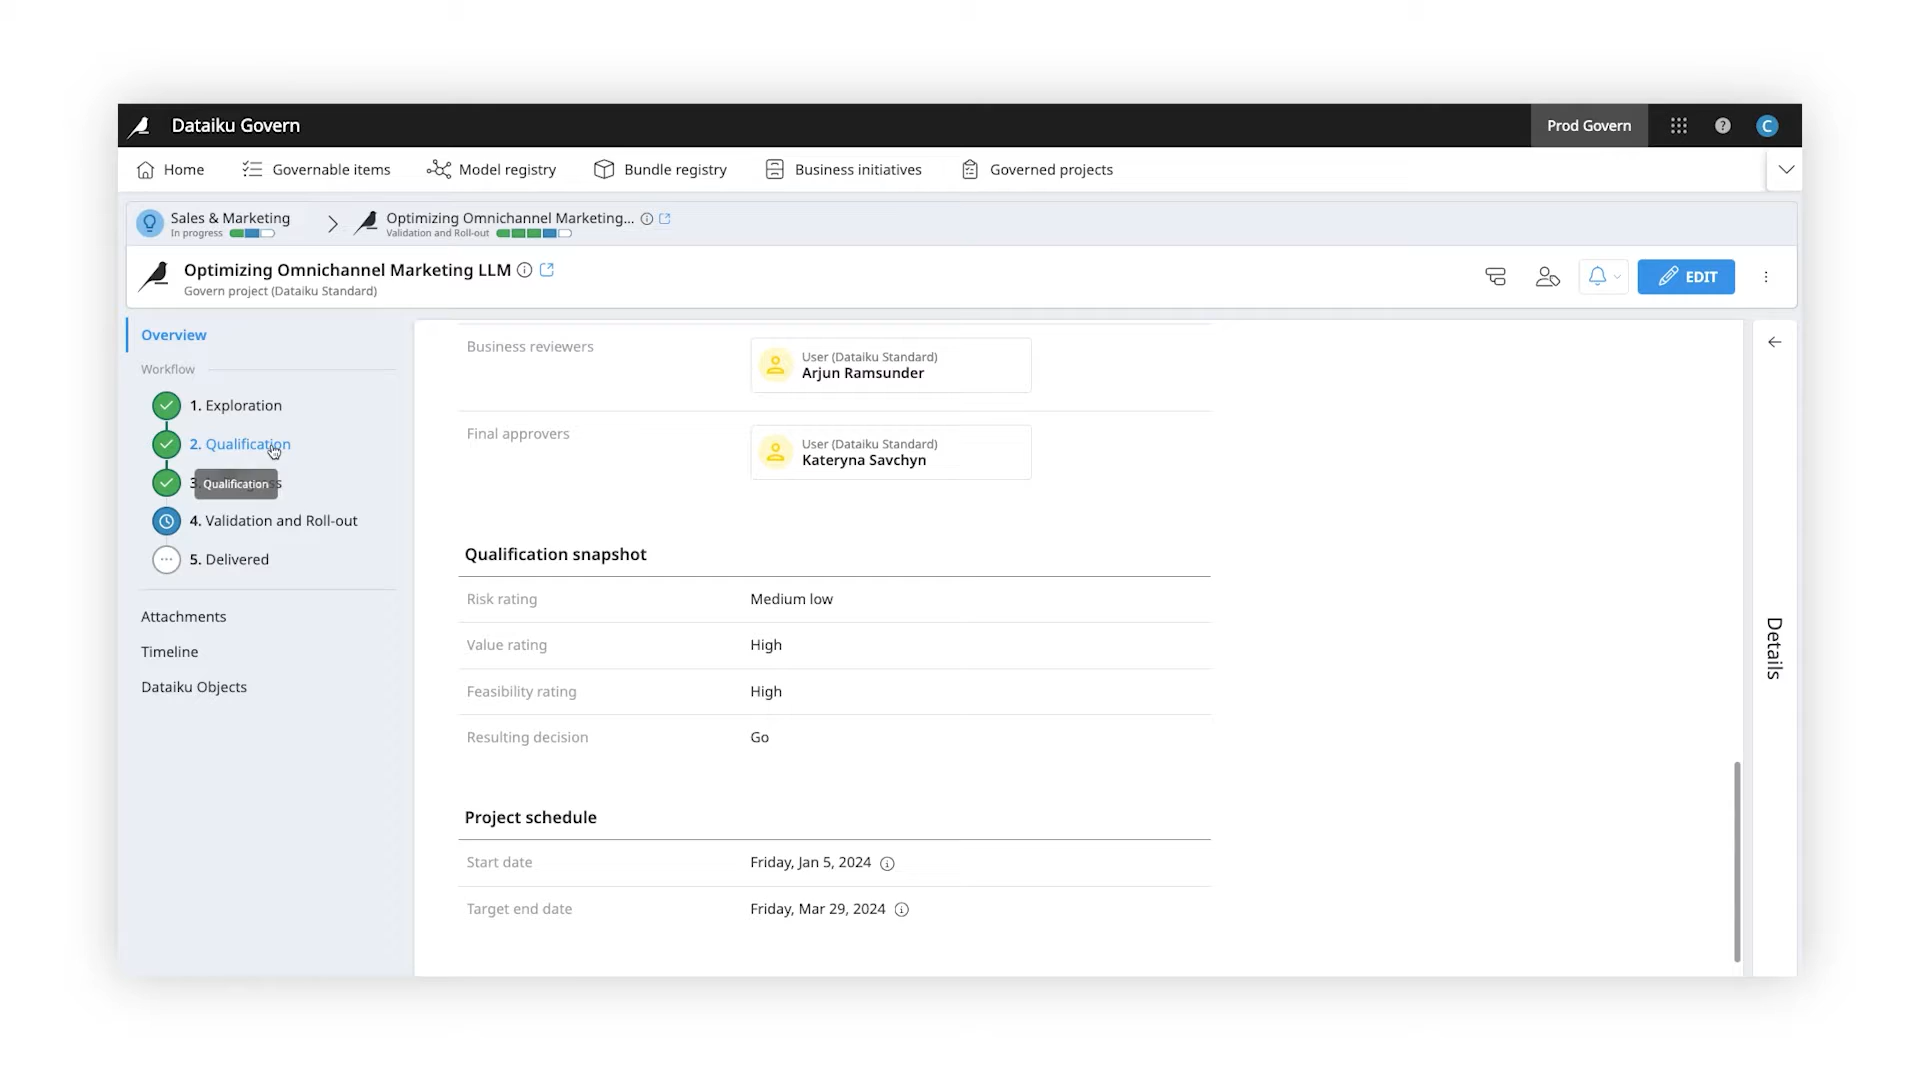 Dataiku Govern
Prod Govern
?
C
Home
Governable items
Model registry
Bundle registry
Business initiatives
Governed projects
Sales & Marketing
In progress
Optimizing Omnichannel Marketing...
Validation and Roll-out
Optimizing Omnichannel Marketing LLM
Govern project (Dataiku Standard)
EDIT
Overview
Workflow
1. Exploration
2. Qualification
3.
Qualification
4. Validation and Roll-out
5. Delivered
Attachments
Timeline
Dataiku Objects
Business reviewers
User (Dataiku Standard)
Arjun Ramsunder
Final approvers
User (Dataiku Standard)
Kateryna Savchyn
Qualification snapshot
Risk rating
Medium low
Value rating
High
Feasibility rating
High
Resulting decision
Go
Project schedule
Start date
Friday, Jan 5, 2024
Target end date
Friday, Mar 29, 2024
Details